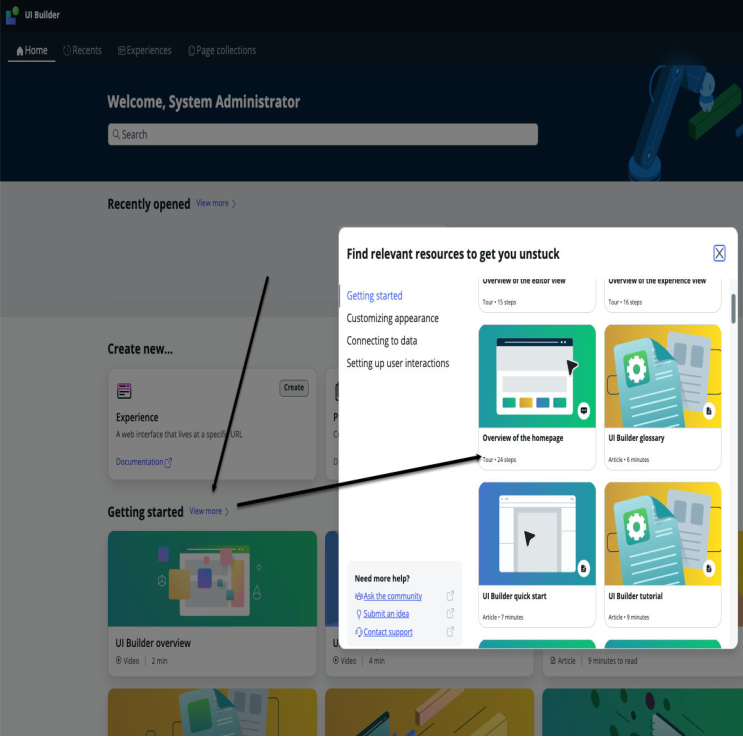 UI Builder
Home Recents Experiences Page collections
Welcome, System Administrator
Search
Recently opened View more >
Find relevant resources to get you unstuck
Getting started
Customizing appearance
Connecting to data
Setting up user interactions
Overview of the editor view
Tour • 15 steps
Overview of the experience view
Tour • 16 steps
Overview of the homepage
Tour • 24 steps
UI Builder glossary
Article • 6 minutes
UI Builder quick start
Article • 7 minutes
UI Builder tutorial
Article • 9 minutes
Need more help?
Ask the community
Submit an idea
Contact support
Create new...
Create
Experience
A web interface that lives at a specific URL
Documentation
Getting started View more >
UI Builder overview
Video | 2 min
Video | 4 min
Article | 9 minutes to read